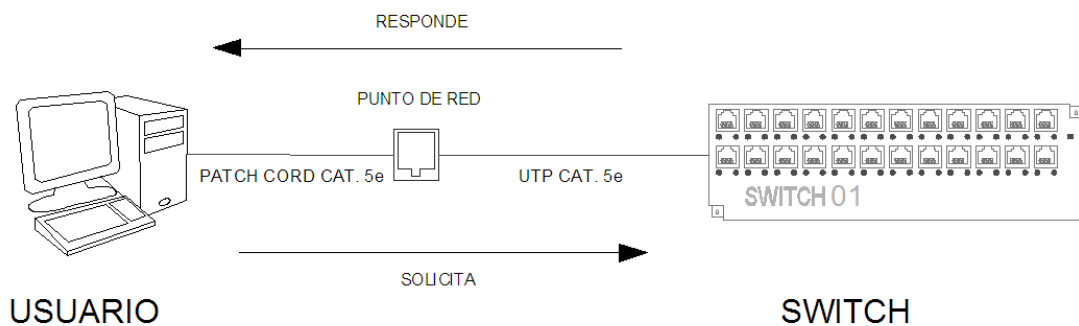 RESPONDE
PUNTO DE RED
PATCH CORD CAT. 5e
UTP CAT. 5e
SWITCH 01
SOLICITA
USUARIO
SWITCH